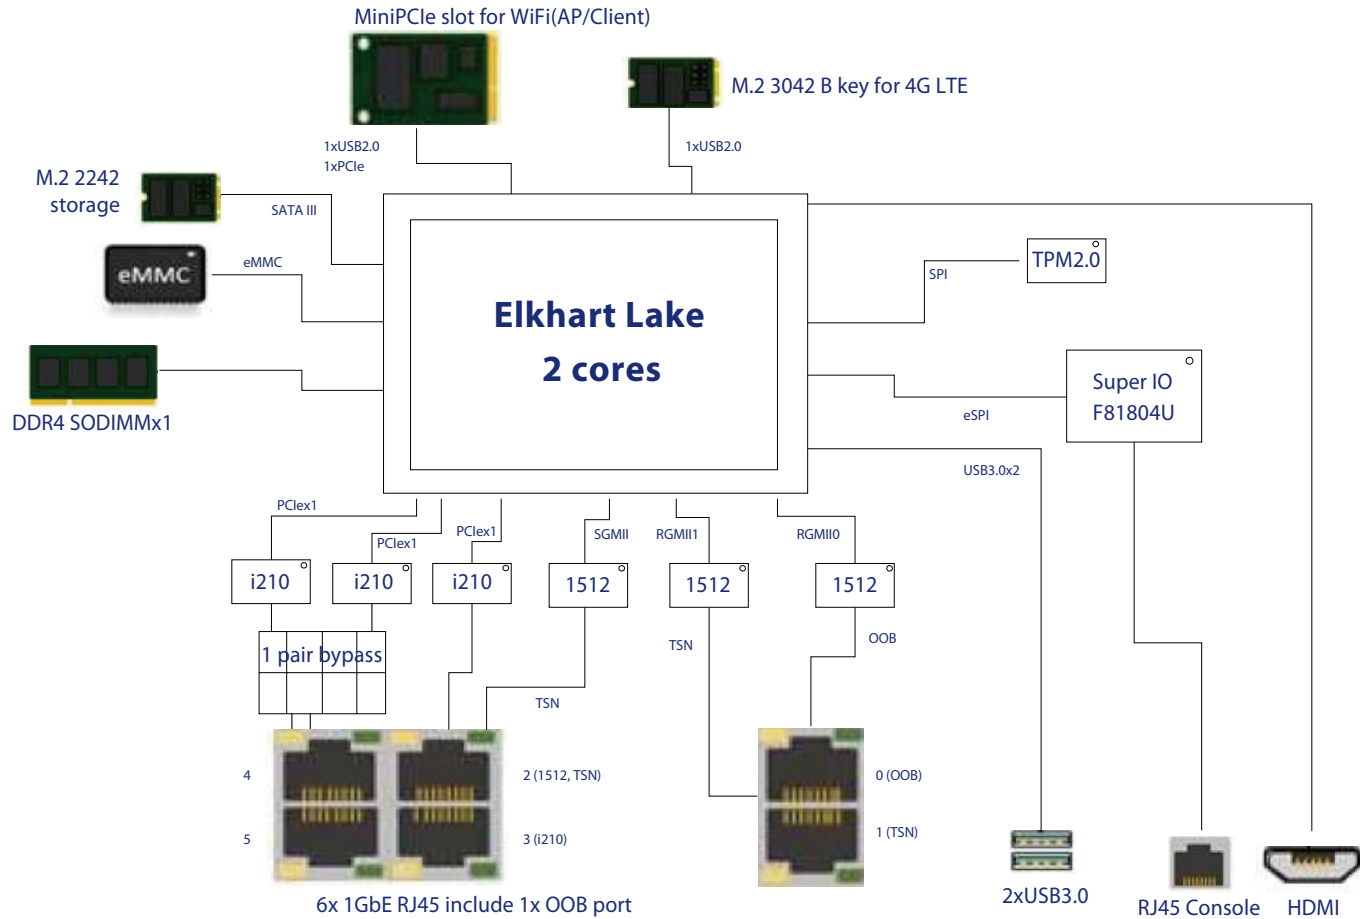 MiniPCIe slot for WiFi(AP/Client)
M.2 3042 B key for 4G LTE
1xUSB2.0
1xPCIe
1xUSB2.0
M.2 2242
storage
SATA III
eMMC
eMMC
DDR4 SODIMMx1
Elkhart Lake
2 cores
SPI
TPM2.0
Super IO
F81804U
eSPI
USB3.0x2
PCIex1
PCIex1
PCIex1
SGMII
RGMII1
RGMII0
i210
i210
i210
1512
1512
1512
1 pair bypass
TSN
TSN
OOB
4
5
2 (1512, TSN)
3 (i210)
0 (OOB)
1 (TSN)
6x 1GbE RJ45 include 1x OOB port
2xUSB3.0
RJ45 Console
HDMI